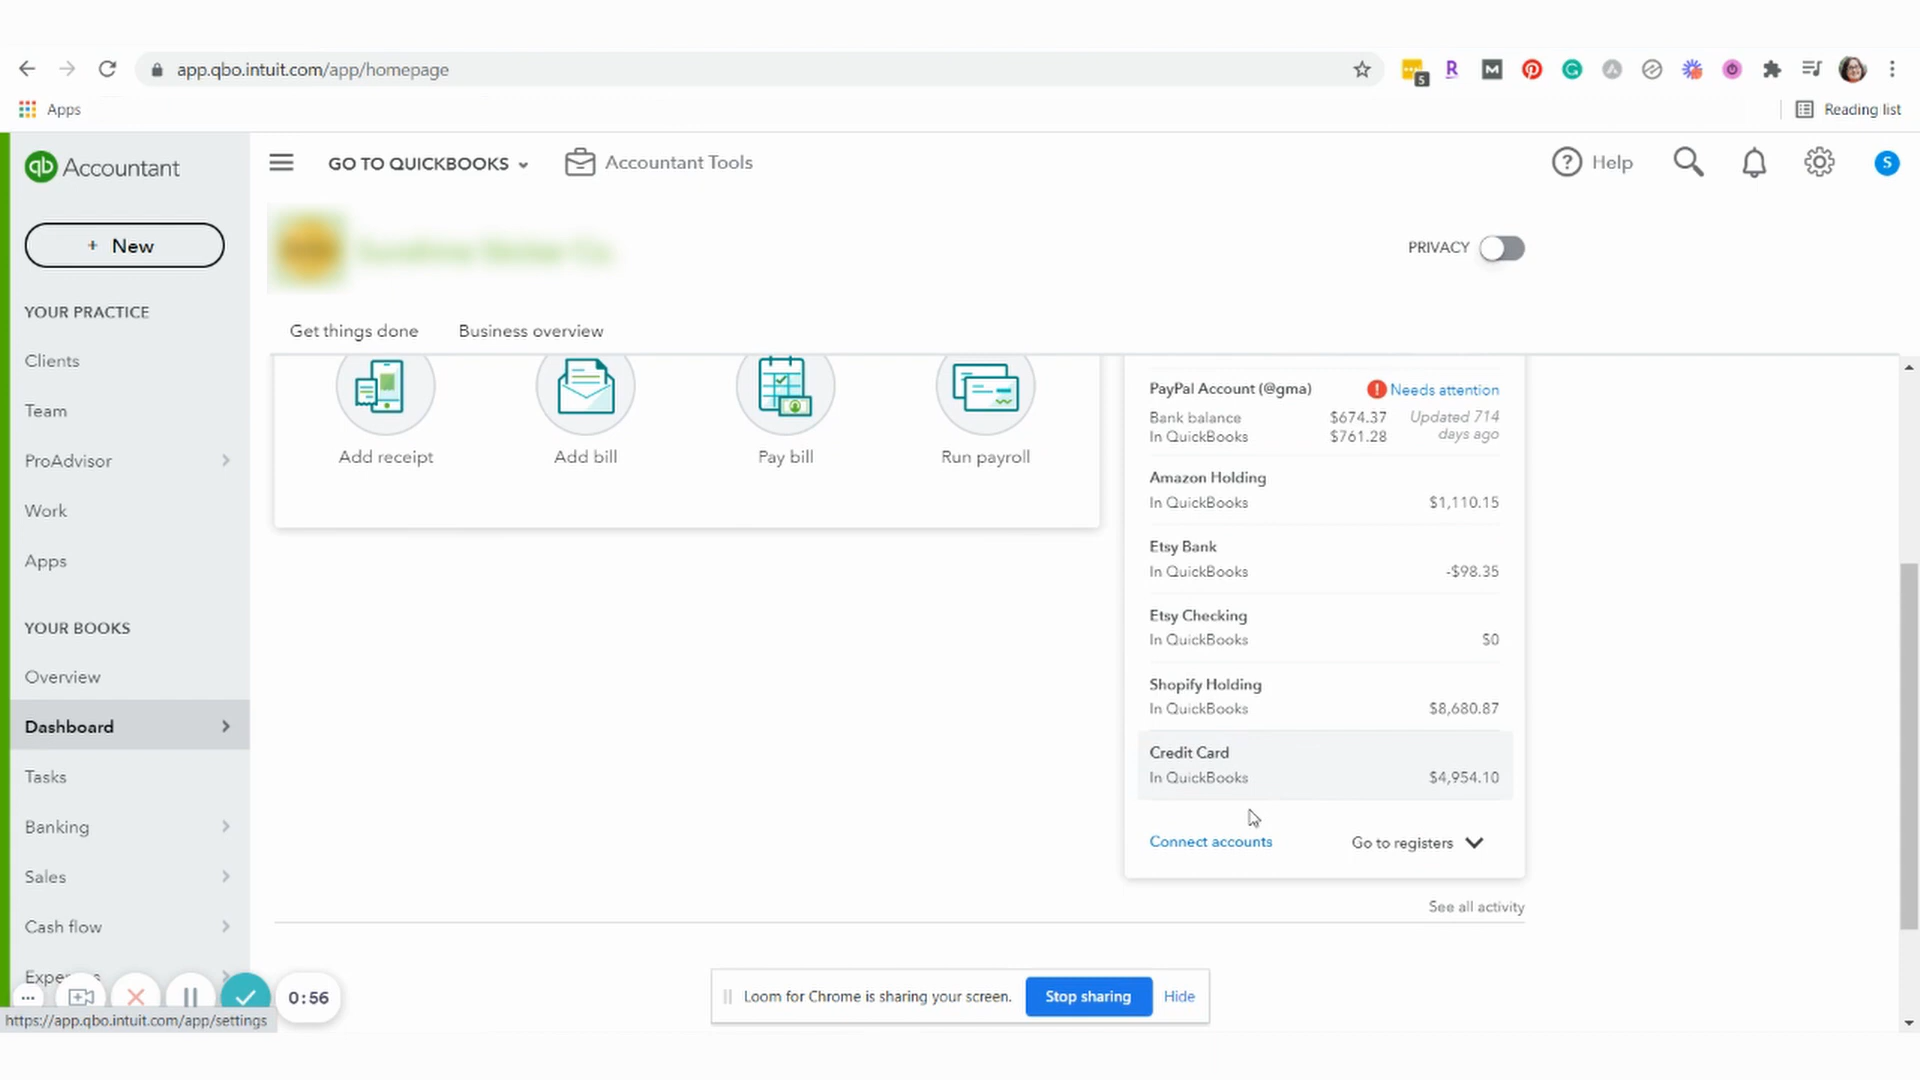 app.qbo.intuit.com/app/homepage
5
R
M
Apps
Reading list
qb Accountant
GO TO QUICKBOOKS
Accountant Tools
? Help
S
+ New
PRIVACY
YOUR PRACTICE
Get things done
Business overview
Clients
Team
ProAdvisor
Work
Apps
YOUR BOOKS
Overview
Dashboard
Tasks
Banking
Sales
Cash flow
Add receipt
Add bill
Pay bill
Run payroll
PayPal Account (@gma)
! Needs attention
Bank balance $674.37 Updated 714
In QuickBooks $761.28 days ago
Amazon Holding
In QuickBooks $1,110.15
Etsy Bank
In QuickBooks -$98.35
Etsy Checking
In QuickBooks $0
Shopify Holding
In QuickBooks $8,680.87
Credit Card
In QuickBooks $4,954.10
Connect accounts
Go to registers
See all activity
0:56
Loom for Chrome is sharing your screen.
Stop sharing
Hide
https://app.qbo.intuit.com/app/settings